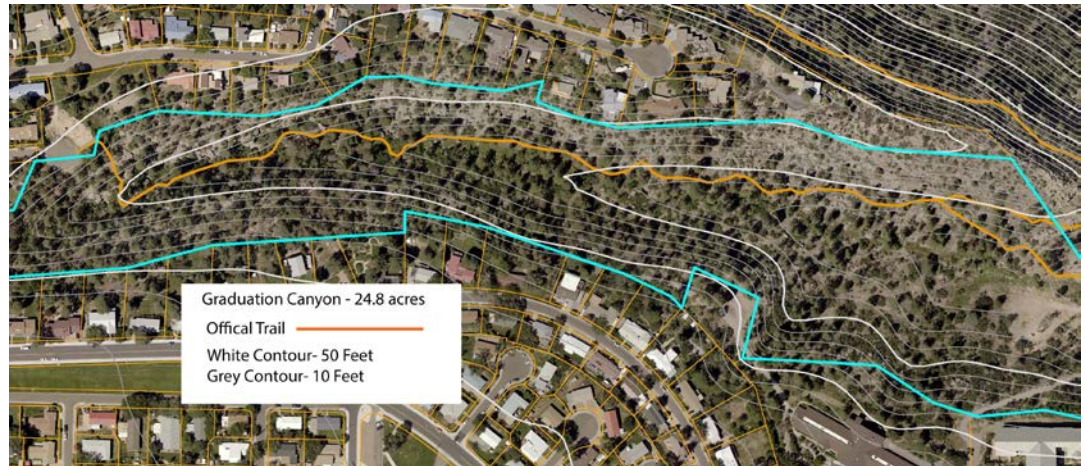 Graduation Canyon - 24.8 acres
Offical Trail
White Contour- 50 Feet
Grey Contour- 10 Feet